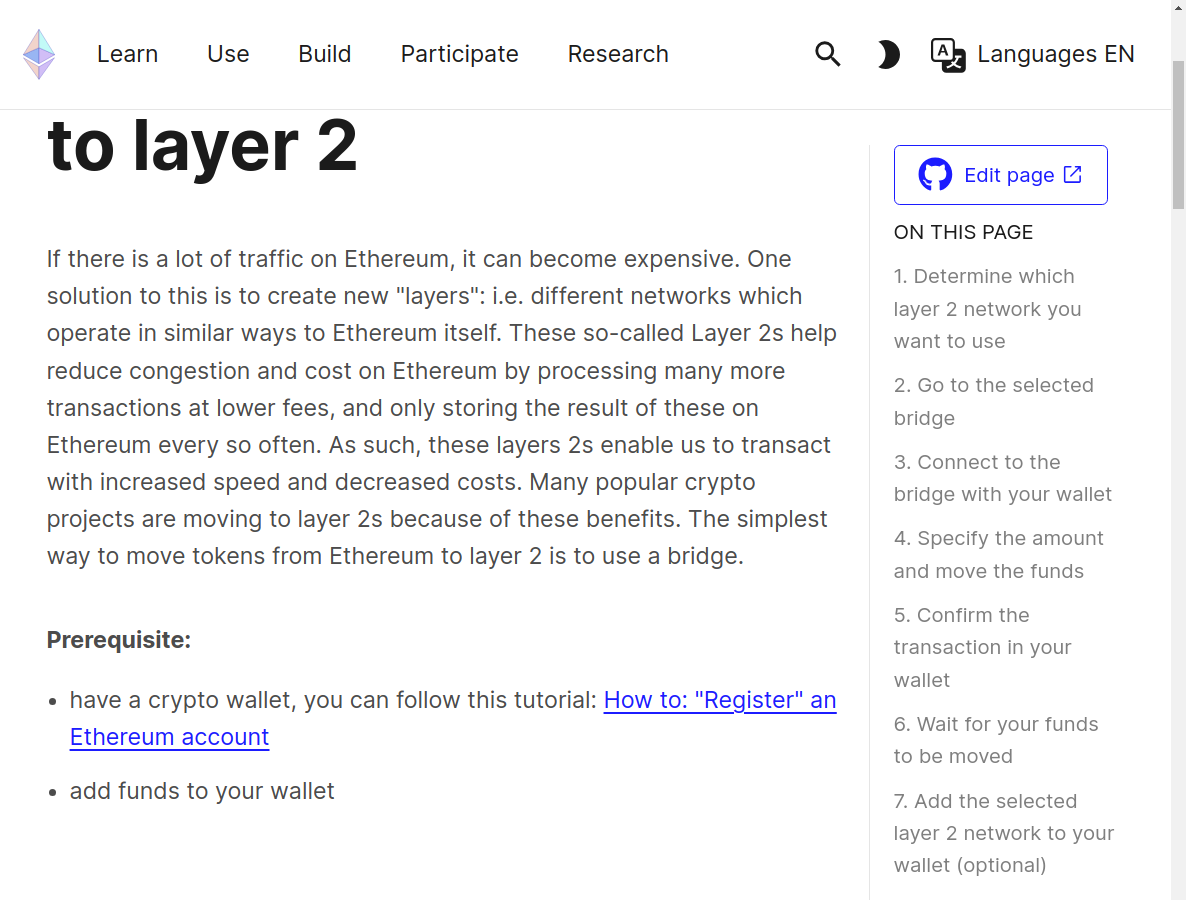 Learn Use Build Participate Research Languages EN
to layer 2
If there is a lot of traffic on Ethereum, it can become expensive. One
solution to this is to create new "layers": i.e. different networks which
operate in similar ways to Ethereum itself. These so-called Layer 2s help
reduce congestion and cost on Ethereum by processing many more
transactions at lower fees, and only storing the result of these on
Ethereum every so often. As such, these layers 2s enable us to transact
with increased speed and decreased costs. Many popular crypto
projects are moving to layer 2s because of these benefits. The simplest
way to move tokens from Ethereum to layer 2 is to use a bridge.
Prerequisite:
• have a crypto wallet, you can follow this tutorial: How to: "Register" an
Ethereum account
• add funds to your wallet
Edit page
ON THIS PAGE
1. Determine which
layer 2 network you
want to use
2. Go to the selected
bridge
3. Connect to the
bridge with your wallet
4. Specify the amount
and move the funds
5. Confirm the
transaction in your
wallet
6. Wait for your funds
to be moved
7. Add the selected
layer 2 network to your
wallet (optional)